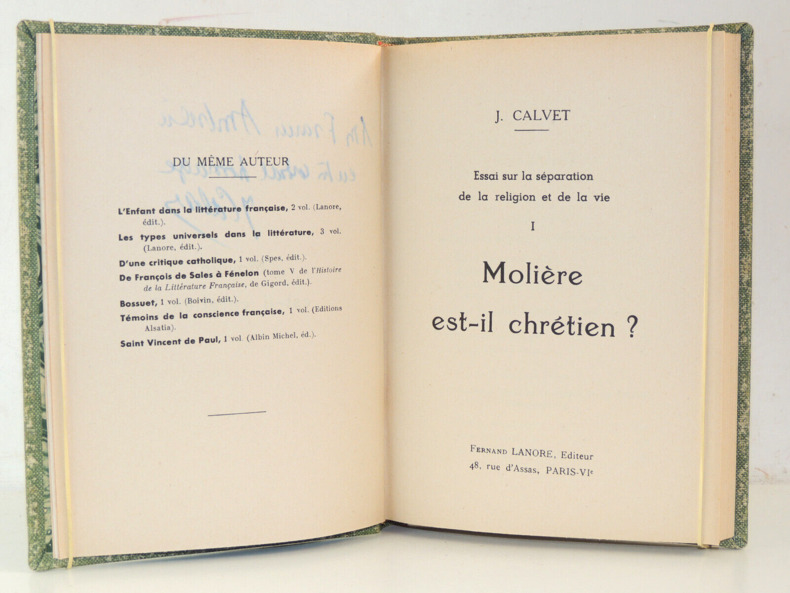 DU MÊME AUTEUR
L'Enfant dans la littérature française, 2 vol. (Lanore,
édit.).
Les types universels dans la littérature, 3 vol.
(Lanore, édit.).
D'une critique catholique, 1 vol. (Spes, édit.).
De François de Sales à Fénelon (tome V de l'Histoire
de la Littérature Française, de Gigord, édit.).
Bossuet, 1 vol. (Boivin, édit.).
Témoins de la conscience française, 1 vol. (Editions
Alsatia).
Saint Vincent de Paul, 1 vol (Albin Michel, éd.).
J. CALVET
Essai sur la séparation
de la religion et de la vie
I
Molière
est-il chrétien ?
FERNAND LANORE, Editeur
48, rue d'Assas, PARIS-VIe